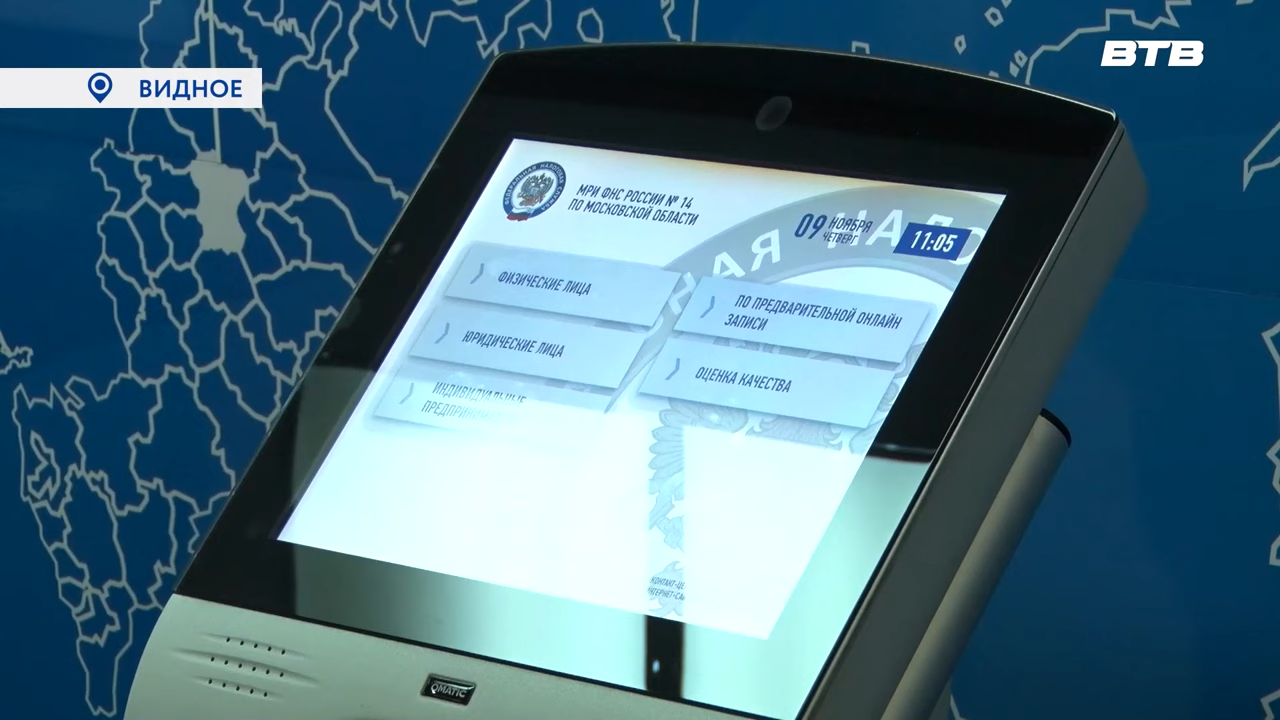 ВИДНОЕ
ВТВ
МРИ ФНС РОССИИ № 14
ПО МОСКОВСКОЙ ОБЛАСТИ
09 НОЯБРЯ
ЧЕТВЕРГ
11:05
ФИЗИЧЕСКИЕ ЛИЦА
ЮРИДИЧЕСКИЕ ЛИЦА
ИНДИВИДУАЛЬНЫЕ
ПО ПРЕДВАРИТЕЛЬНОЙ ОНЛАЙН
ЗАПИСИ
ОЦЕНКА КАЧЕСТВА
QMATIC